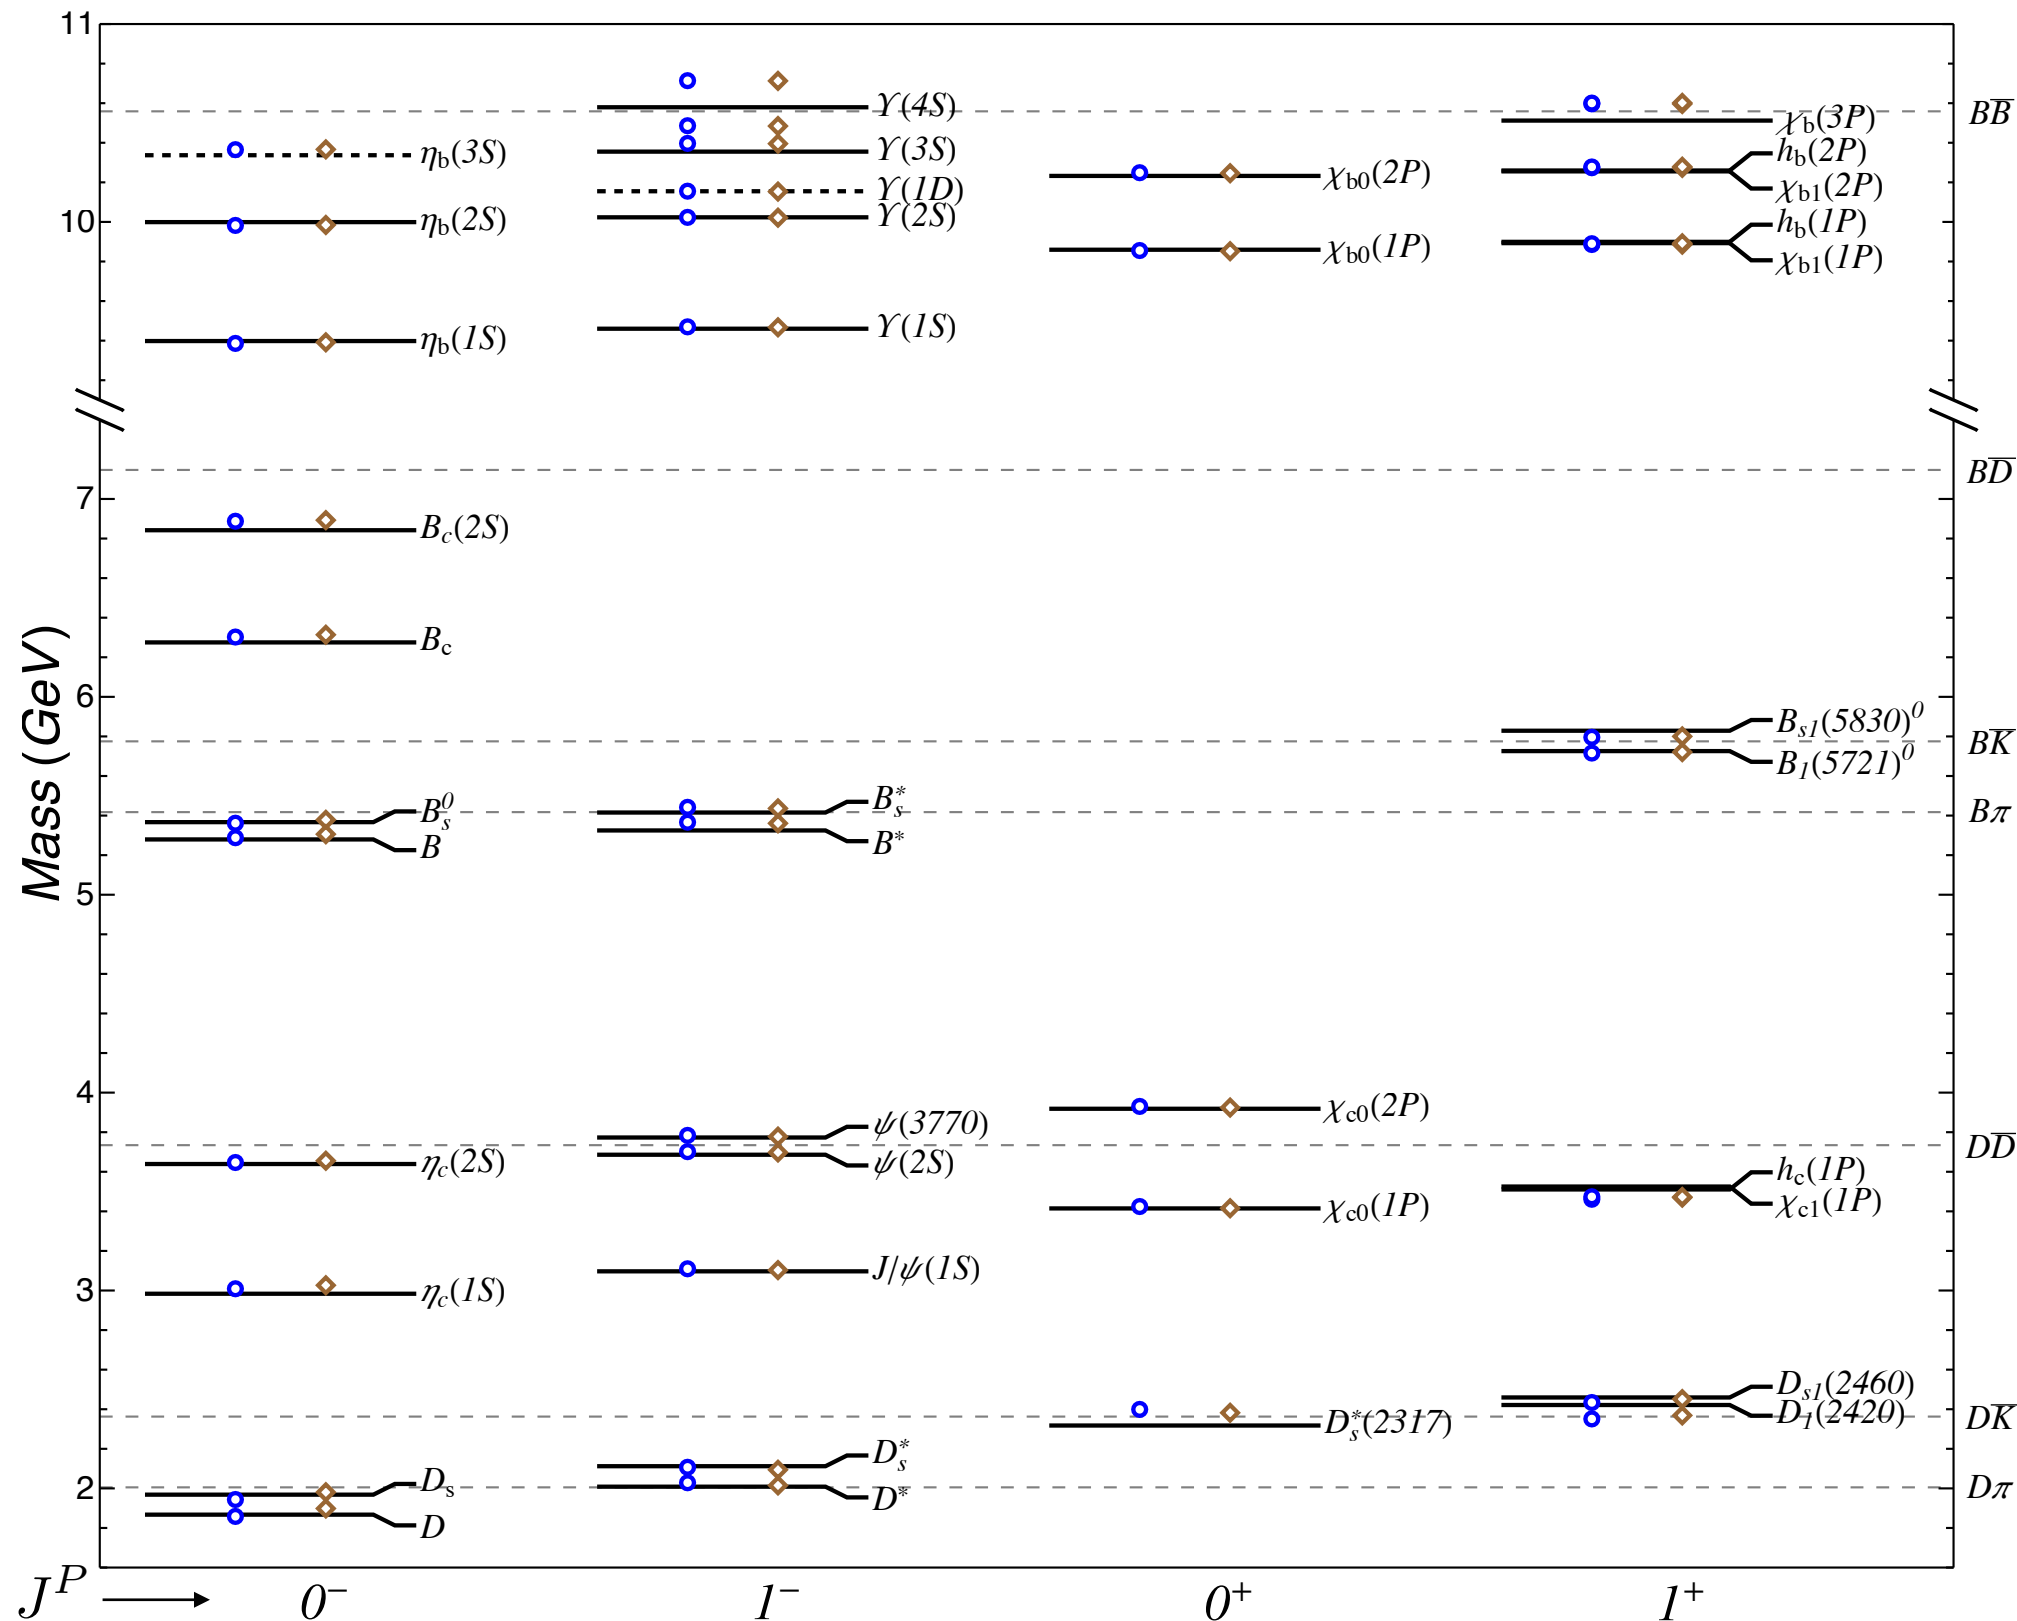 11
10
7
6
5
4
3
2
Mass (GeV)
η_b(3S)
η_b(2S)
η_b(1S)
B_c(2S)
B_c
B_s^0
B
η_c(2S)
η_c(1S)
D_s
D
ϒ(4S)
ϒ(3S)
ϒ(1D)
ϒ(2S)
ϒ(1S)
B_s^*
B^*
ψ(3770)
ψ(2S)
J/ψ(1S)
D_s^*
D^*
χ_b0(2P)
χ_b0(1P)
χ_c0(2P)
χ_c0(1P)
D_s^*(2317)
χ_b(3P)
h_b(2P)
χ_b1(2P)
h_b(1P)
χ_b1(1P)
B_s1(5830)^0
B_1(5721)^0
h_c(1P)
χ_c1(1P)
D_s1(2460)
D_1(2420)
BB̅
BD̅
BK̅
Bπ
DD̅
DK̅
Dπ
J^P → 0^- 1^- 0^+ 1^+